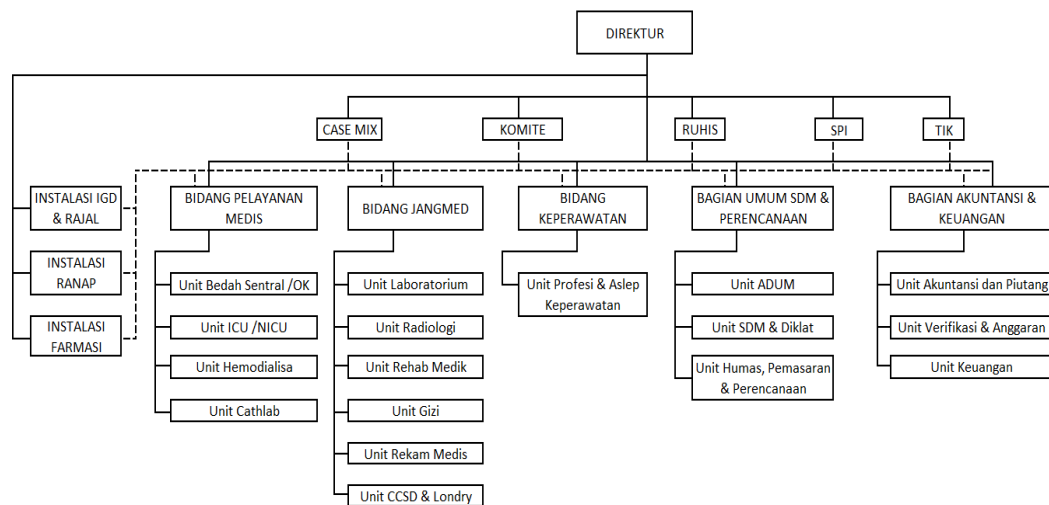 DIREKTUR
CASE MIX
KOMITE
RUHIS
SPI
TIK
INSTALASI IGD
& RAJAL
INSTALASI
RANAP
INSTALASI
FARMASI
BIDANG PELAYANAN
MEDIS
Unit Bedah Sentral /OK
Unit ICU /NICU
Unit Hemodialisa
Unit Cathlab
BIDANG JANGMED
Unit Laboratorium
Unit Radiologi
Unit Rehab Medik
Unit Gizi
Unit Rekam Medis
Unit CCSD & Londry
BIDANG
KEPERAWATAN
Unit Profesi & Aslep
Keperawatan
BAGIAN UMUM SDM &
PERENCANAAN
Unit ADUM
Unit SDM & Diklat
Unit Humas, Pemasaran
& Perencanaan
BAGIAN AKUNTANSI &
KEUANGAN
Unit Akuntansi dan Piutang
Unit Verifikasi & Anggaran
Unit Keuangan